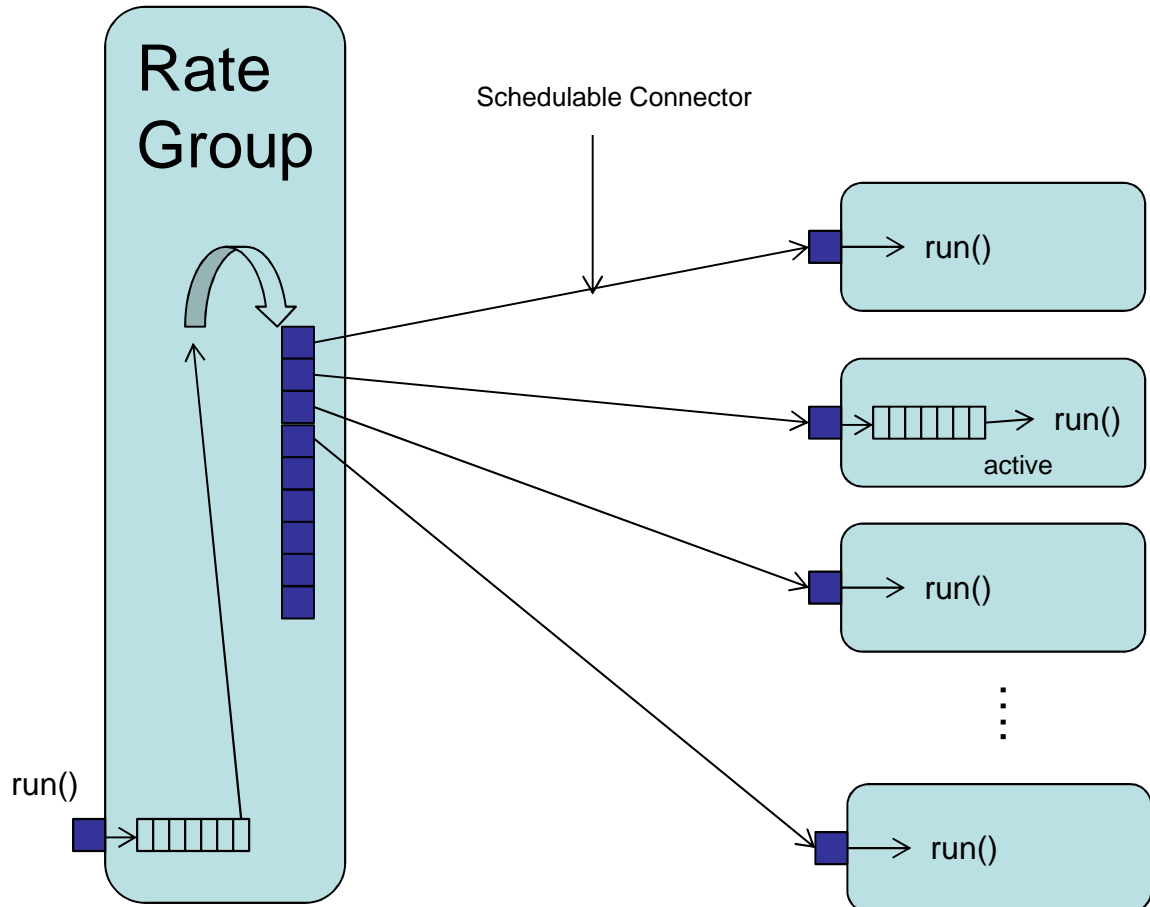 Rate
Group
Schedulable Connector
run()
run()
active
run()
run()
run()